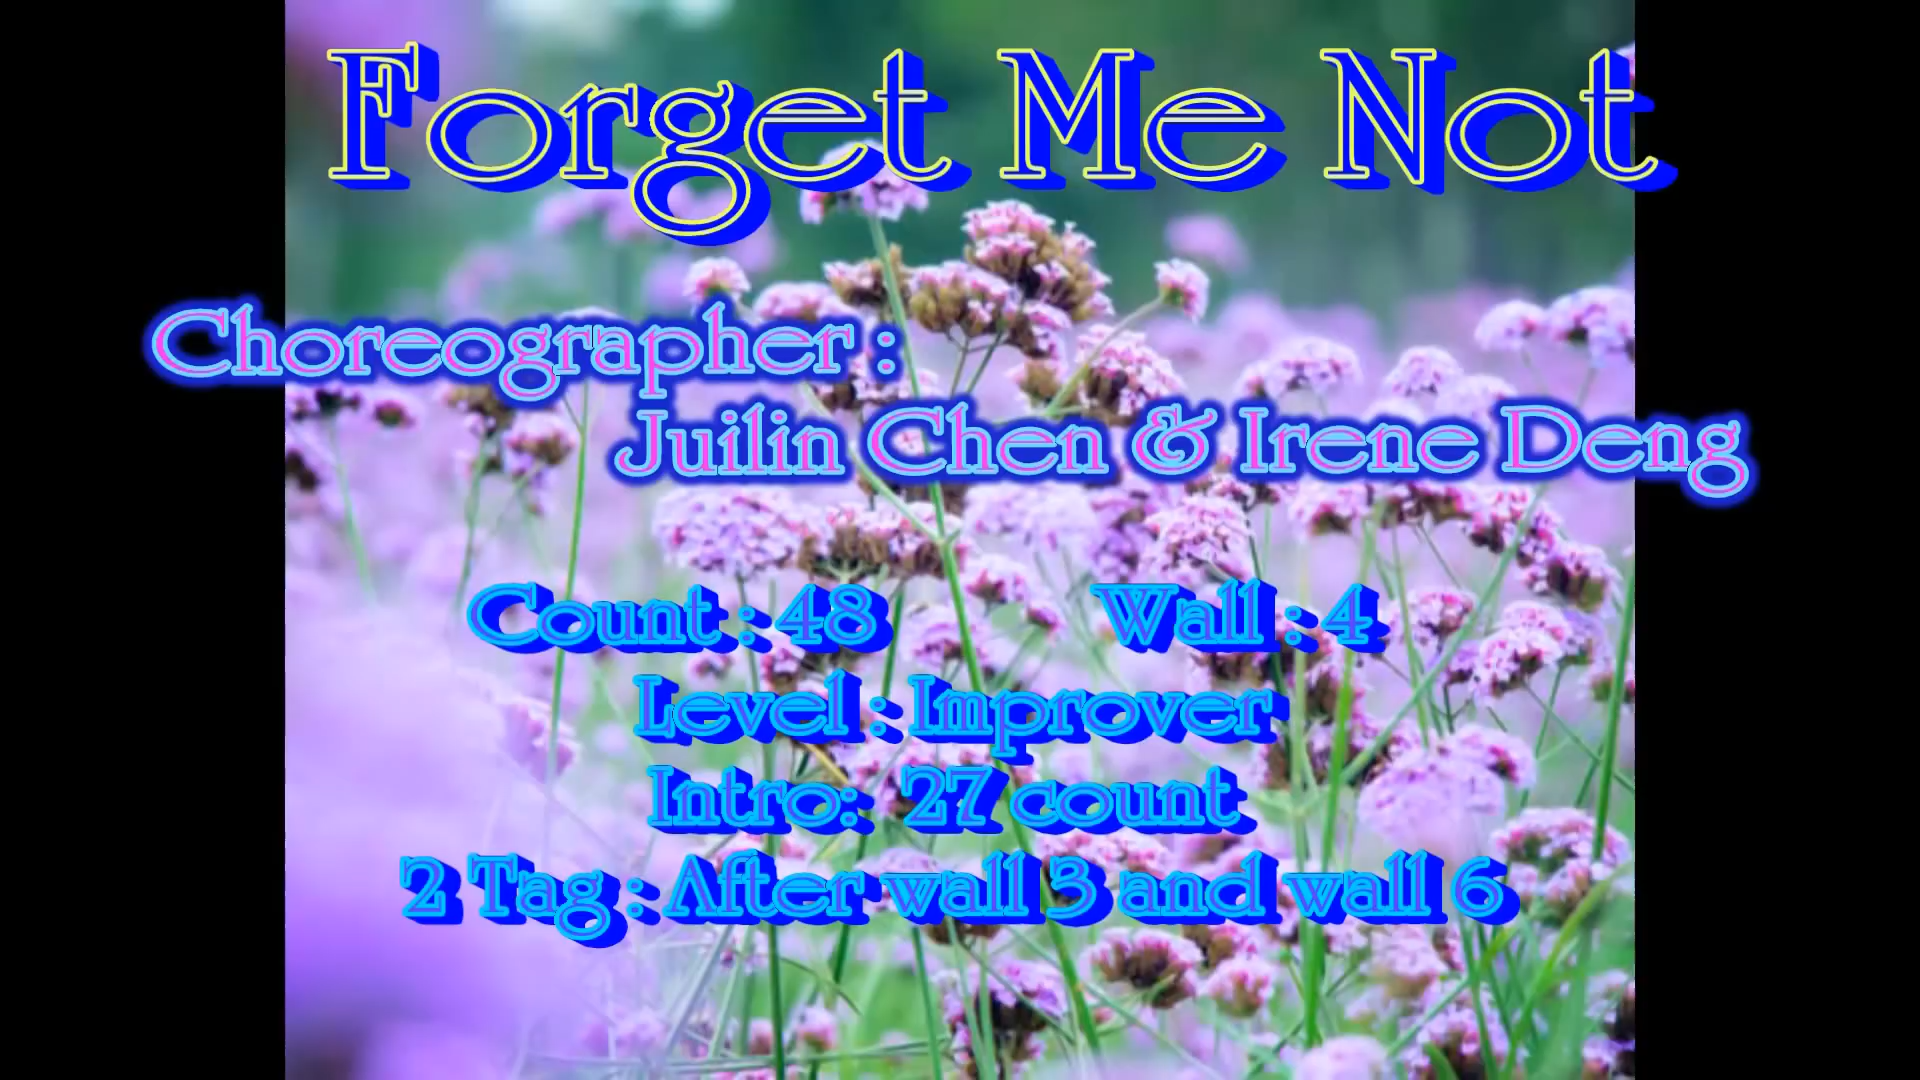 Forget Me Not
Choreographer :
Juilin Chen & Irene Deng
Count : 48 Wall : 4
Level : Improver
Intro: 27 count
2 Tag : After wall 3 and wall 6